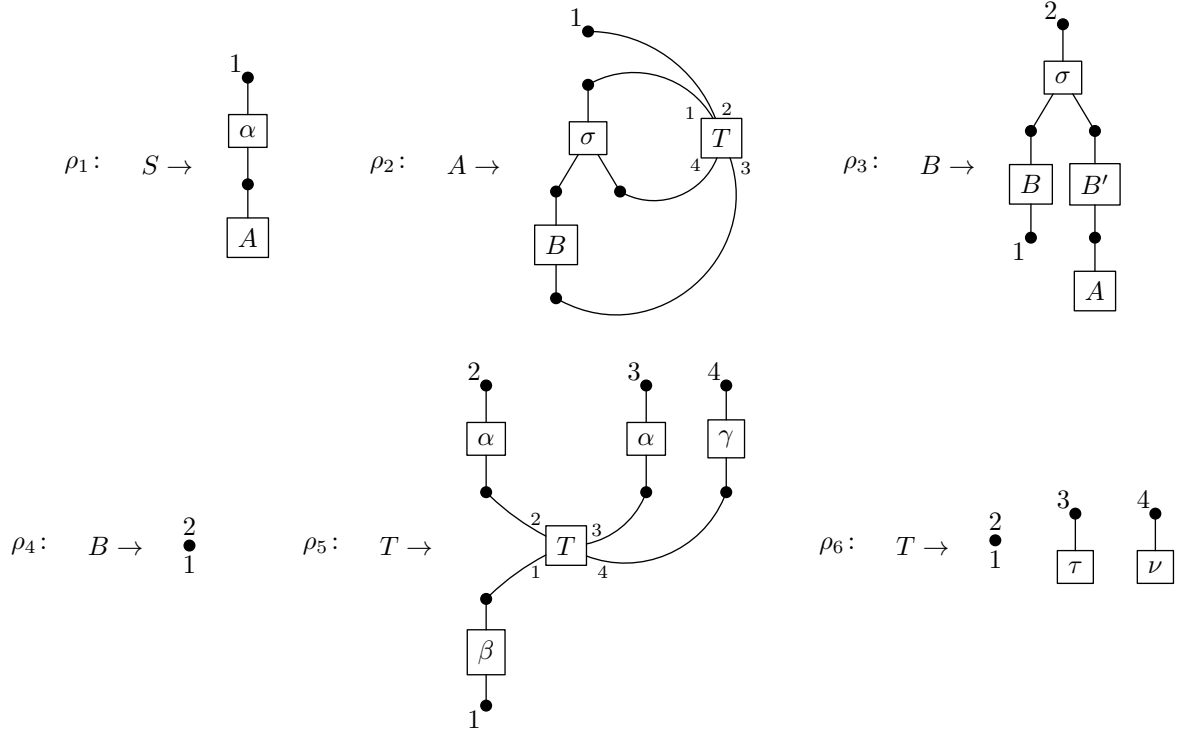 1
α
A
ρ₁: S →
1
σ
B
1 2
T
4 3
ρ₂: A →
2
σ
B B′
1
A
ρ₃: B →
2
1
ρ₄: B →
2 3 4
α α γ
2 3
T
1 4
β
1
ρ₅: T →
2
1
3 4
τ ν
ρ₆: T →